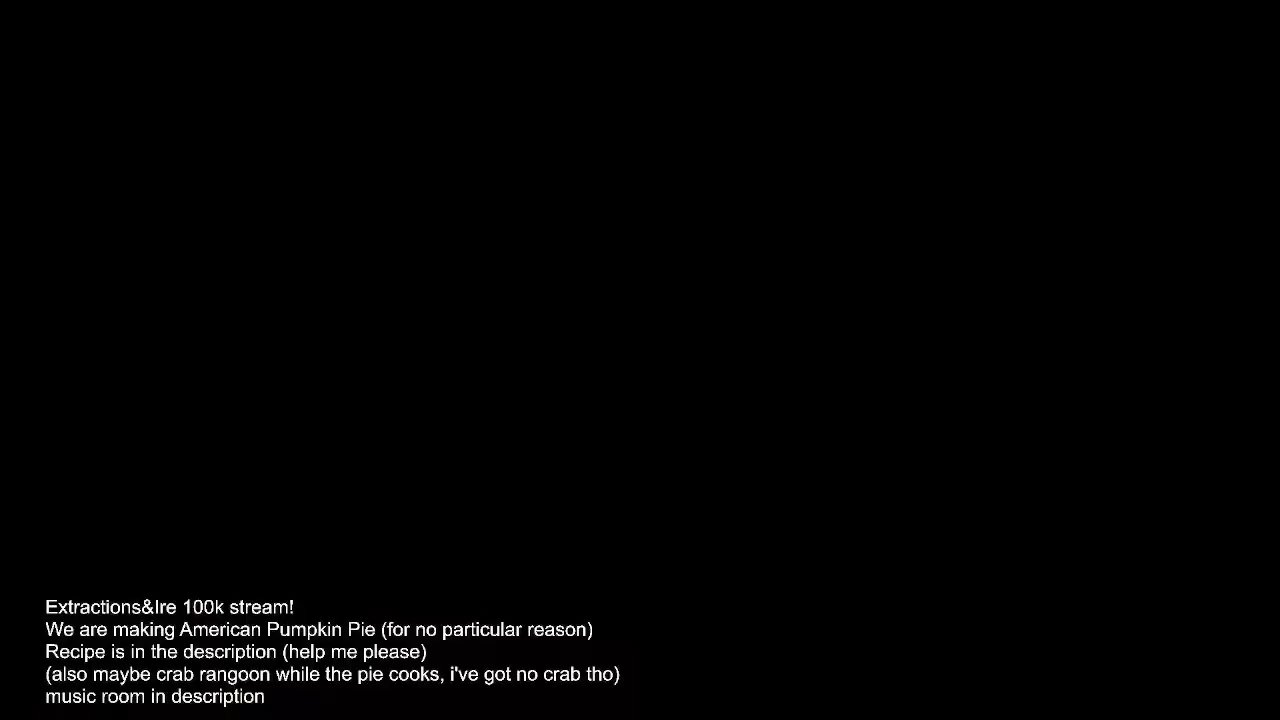 Extractions&Ire 100k stream!
We are making American Pumpkin Pie (for no particular reason)
Recipe is in the description (help me please)
(also maybe crab rangoon while the pie cooks, i've got no crab tho)
music room in description